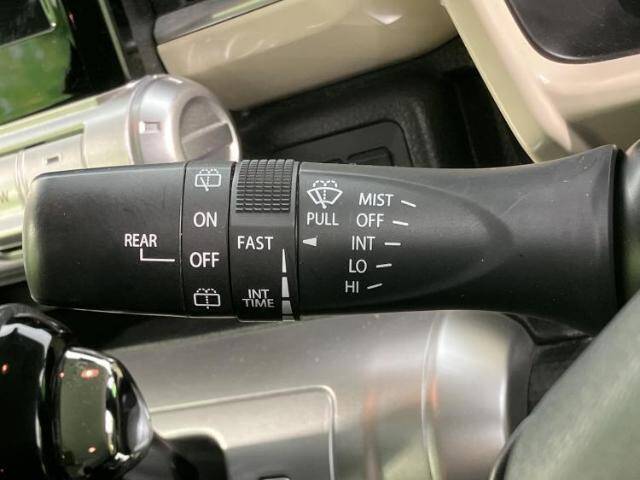 REAR
ON
OFF
FAST
INT
TIME
PULL
MIST
OFF
INT
LO
HI